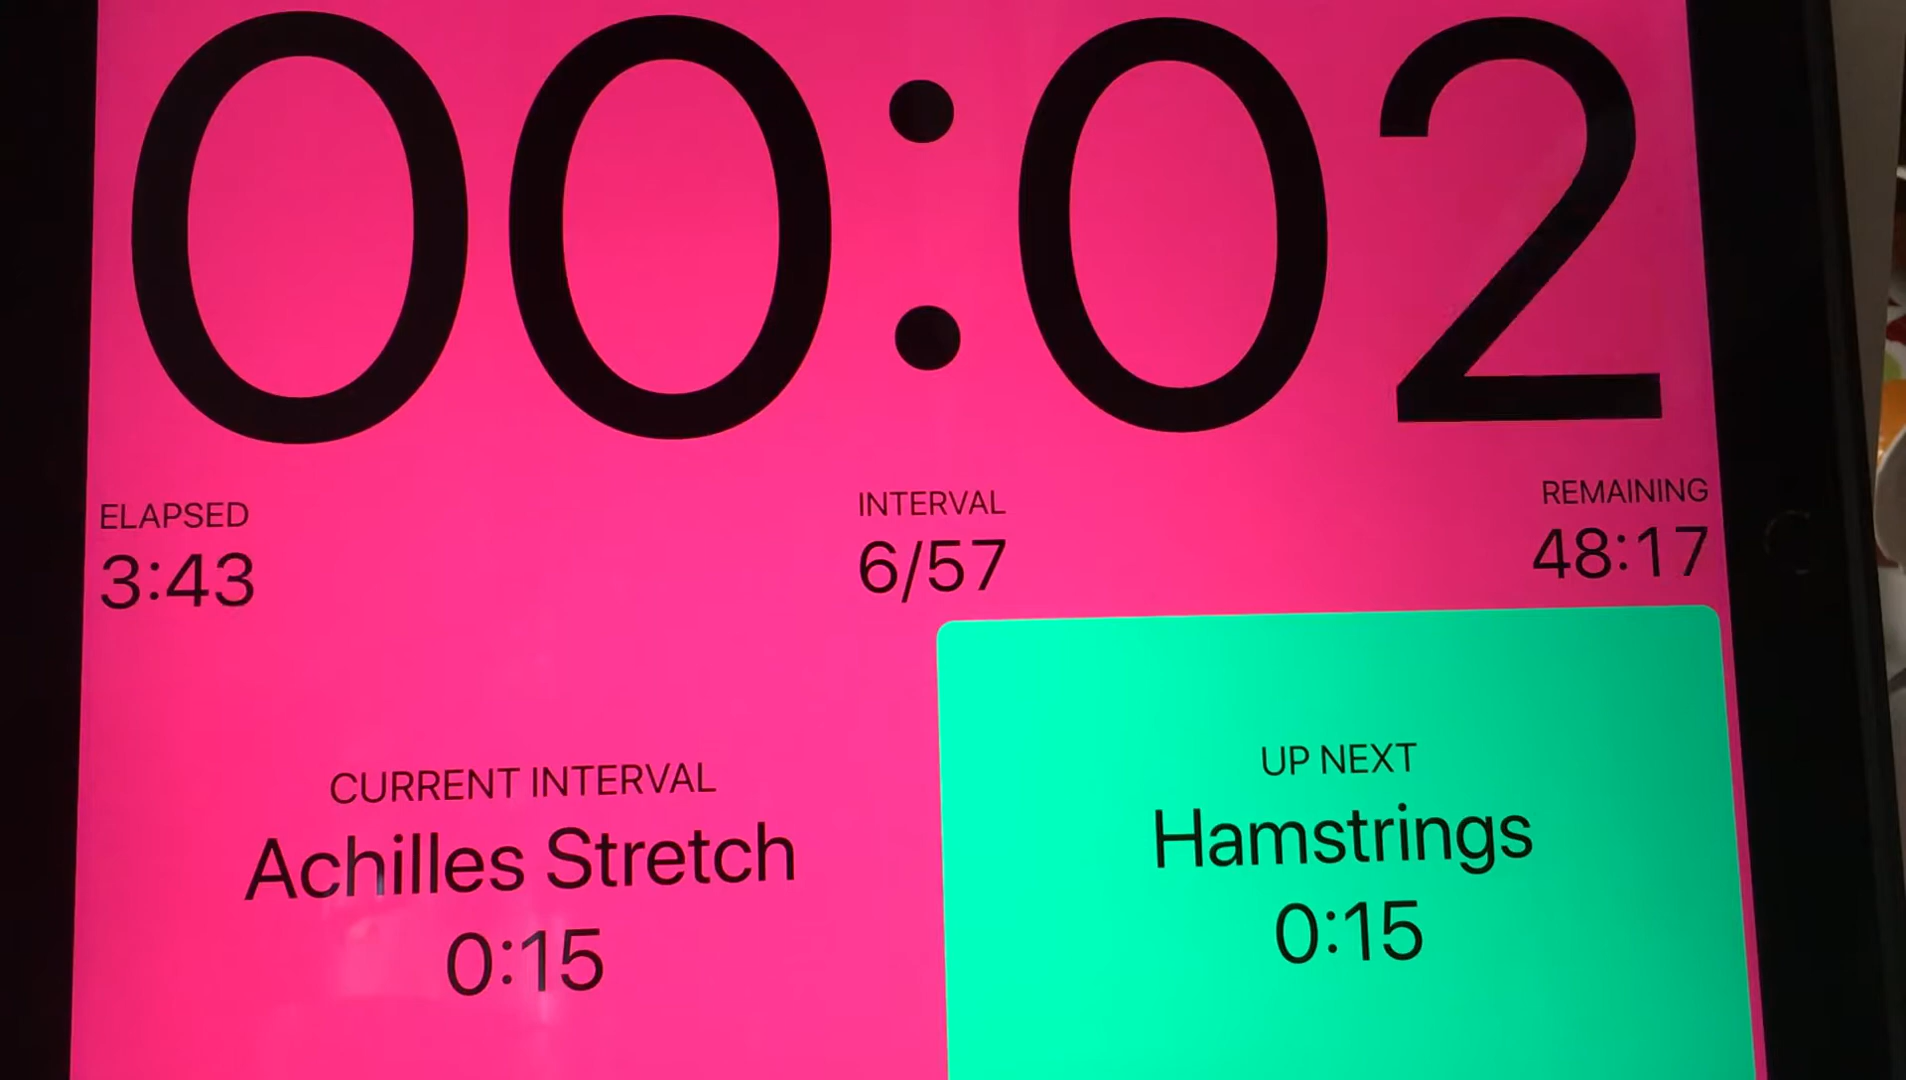 00:02
ELAPSED
3:43
INTERVAL
6/57
REMAINING
48:17
CURRENT INTERVAL
Achilles Stretch
0:15
UP NEXT
Hamstrings
0:15